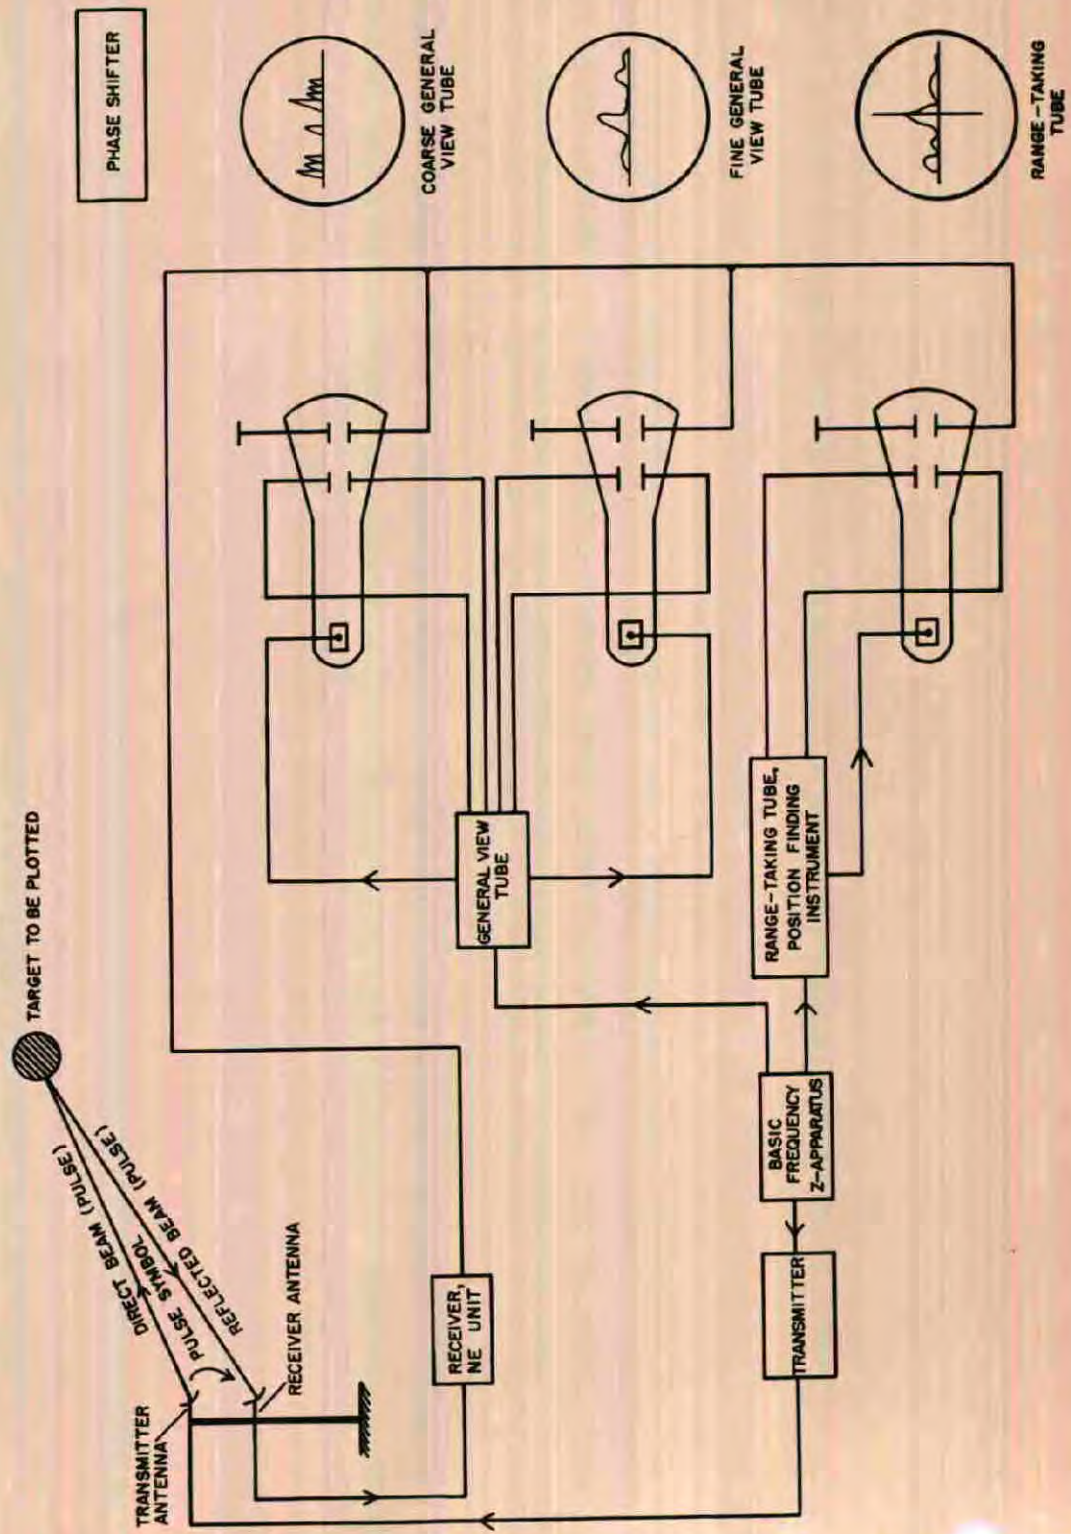 TARGET TO BE PLOTTED
DIRECT BEAM (PULSE)
PULSE SYMBOL
REFLECTED BEAM (PULSE)
TRANSMITTER
ANTENNA
RECEIVER ANTENNA
RECEIVER,
NE UNIT
TRANSMITTER
BASIC
FREQUENCY
Z-APPARATUS
GENERAL VIEW
TUBE
RANGE-TAKING TUBE,
POSITION FINDING
INSTRUMENT
PHASE SHIFTER
COARSE GENERAL
VIEW TUBE
FINE GENERAL
VIEW TUBE
RANGE-TAKING
TUBE